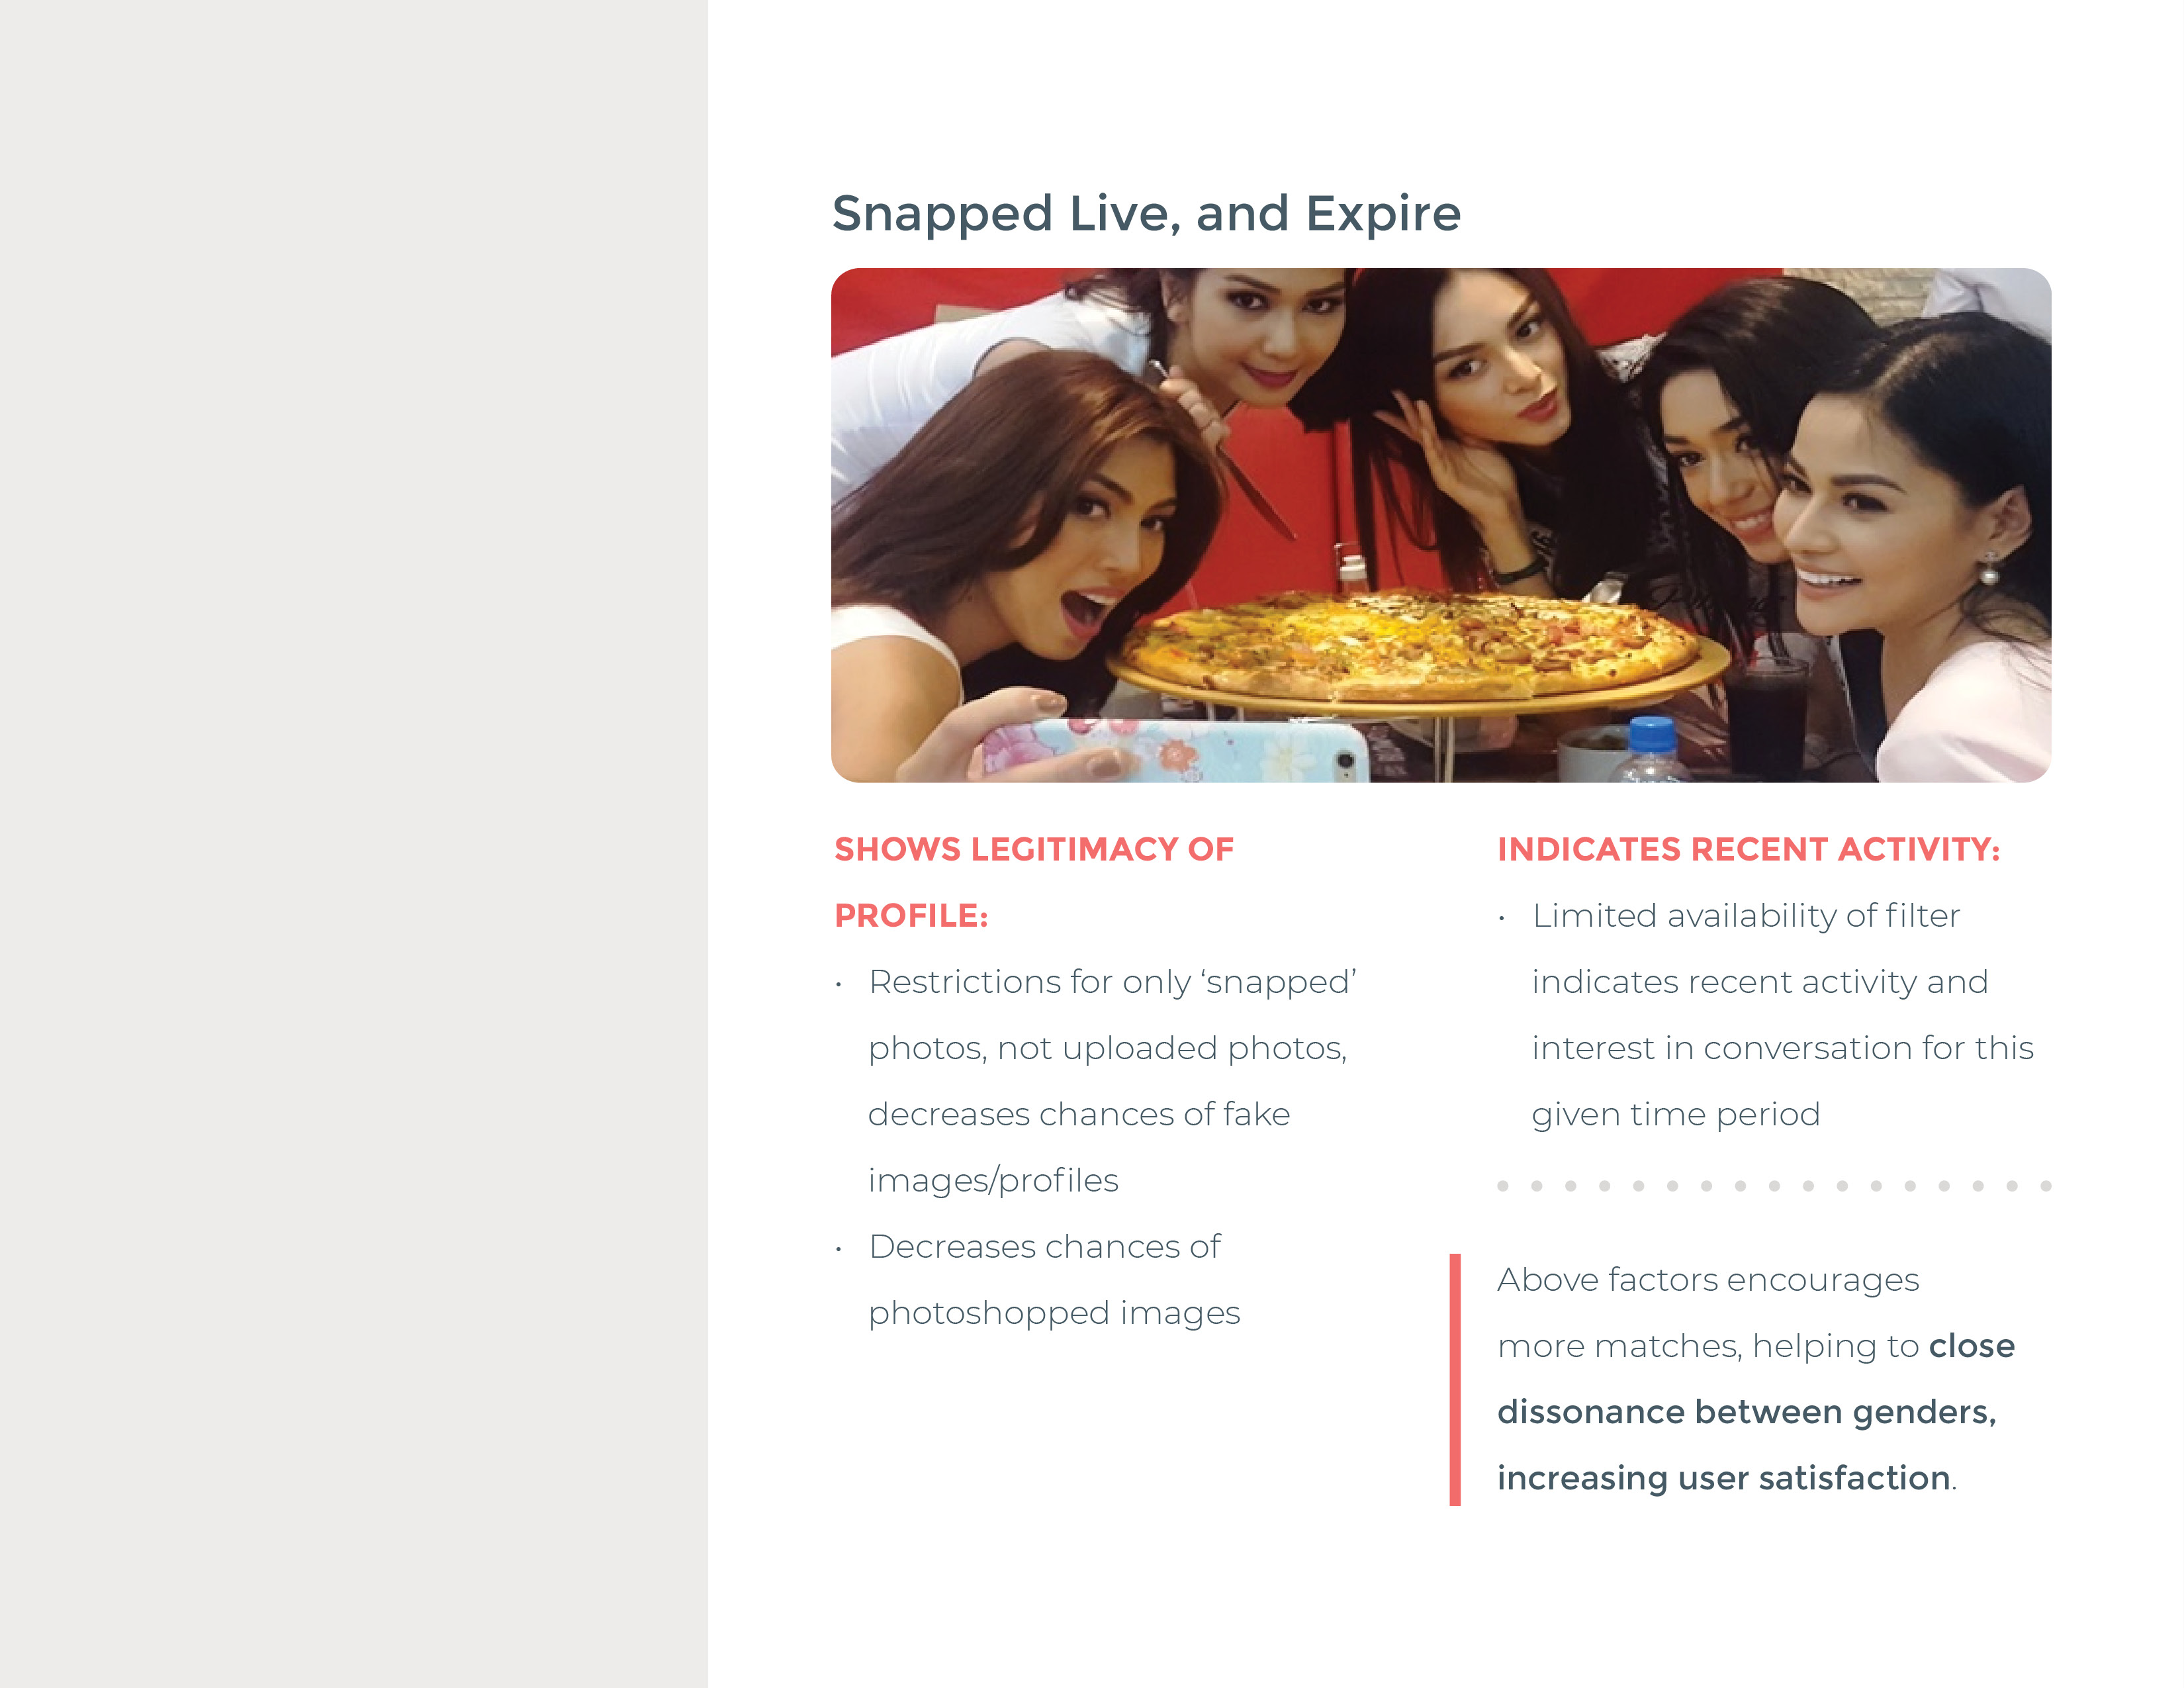 Snapped Live, and Expire
SHOWS LEGITIMACY OF
PROFILE:
• Restrictions for only ‘snapped’
photos, not uploaded photos,
decreases chances of fake
images/profiles
• Decreases chances of
photoshopped images
INDICATES RECENT ACTIVITY:
• Limited availability of filter
indicates recent activity and
interest in conversation for this
given time period
Above factors encourages
more matches, helping to close
dissonance between genders,
increasing user satisfaction.